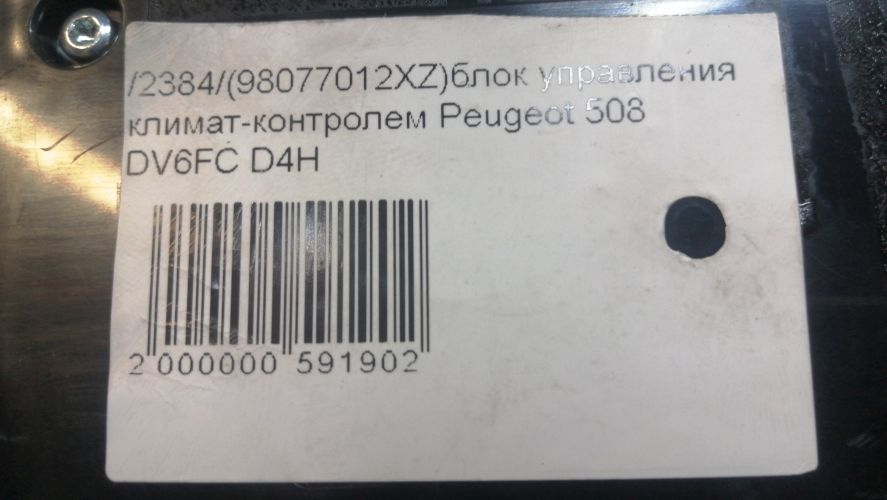 /2384/(98077012XZ)блок управления
климат-контролем Peugeot 508
DV6FC D4H
2 000000 591902